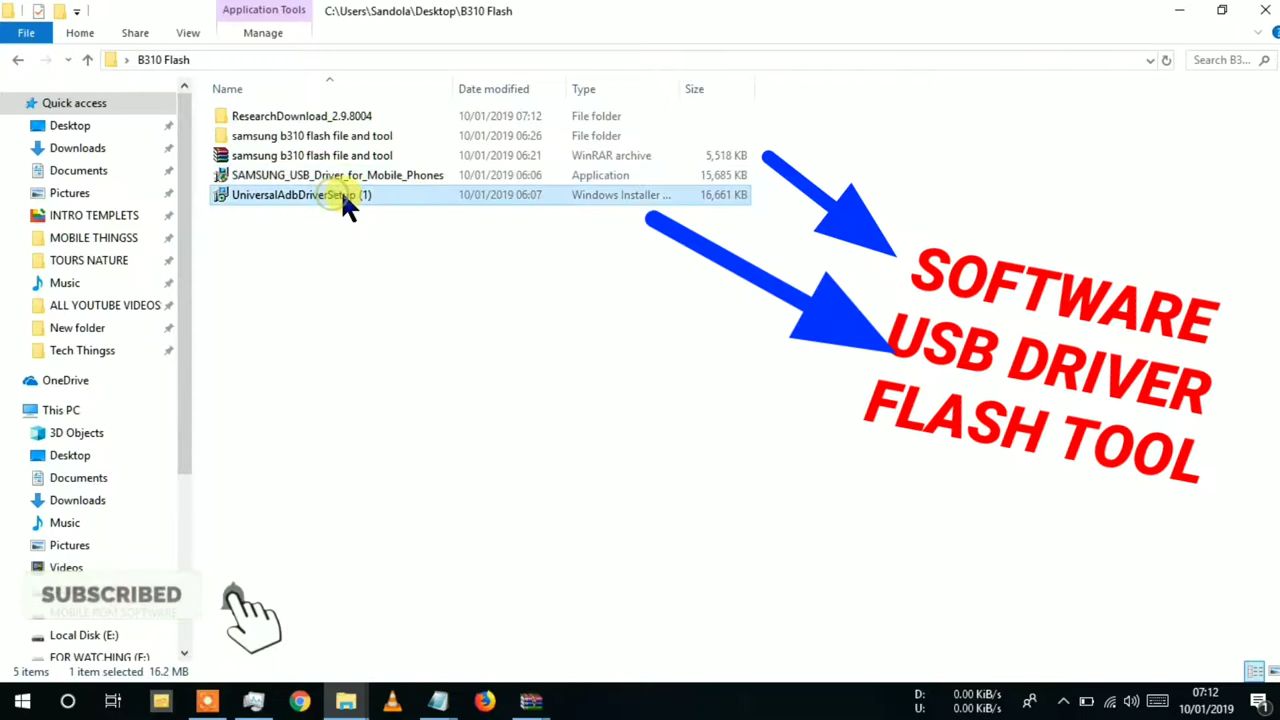 Application Tools
C:\Users\Sandola\Desktop\B310 Flash
File
Home
Share
View
Manage
B310 Flash
Search B3...
Name
Date modified
Type
Size
ResearchDownload_2.9.8004
10/01/2019 07:12
File folder
samsung b310 flash file and tool
10/01/2019 06:26
File folder
samsung b310 flash file and tool
10/01/2019 06:21
WinRAR archive
5,518 KB
SAMSUNG_USB_Driver_for_Mobile_Phones
10/01/2019 06:06
Application
15,685 KB
UniversalAdbDriverSetup (1)
10/01/2019 06:07
Windows Installer ...
16,661 KB
Quick access
Desktop
Downloads
Documents
Pictures
INTRO TEMPLETS
MOBILE THINGSS
TOURS NATURE
Music
ALL YOUTUBE VIDEOS
New folder
Tech Thingss
OneDrive
This PC
3D Objects
Desktop
Documents
Downloads
Music
Pictures
Videos
Local Disk (E:)
FOR WATCHING (F:)
SOFTWARE
USB DRIVER
FLASH TOOL
SUBSCRIBED
MOBILE ROM SOFTWARE
5 items
1 item selected 16.2 MB
D: 0.00 KiB/s
U: 0.00 KiB/s
07:12
10/01/2019
1